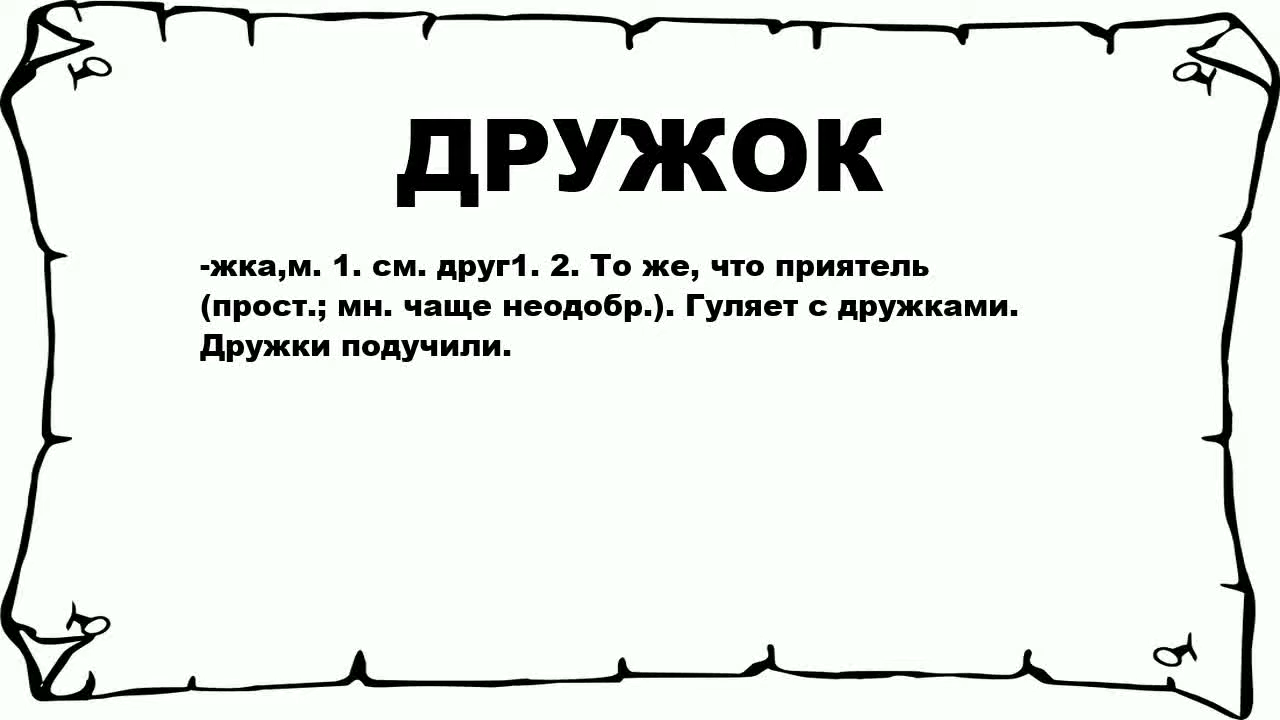 ДРУЖОК
-жка,м. 1. см. друг1. 2. То же, что приятель
(прост.; мн. чаще неодобр.). Гуляет с дружками.
Дружки подучили.